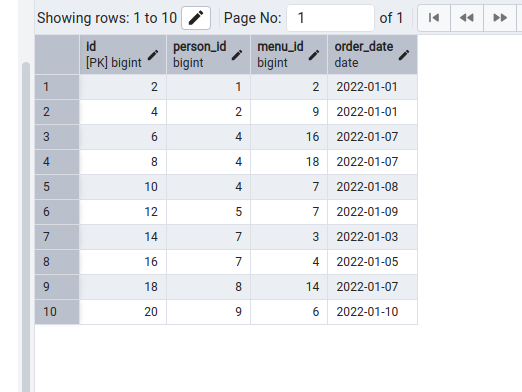 Showing rows: 1 to 10 Page No: 1 of 1
id person_id menu_id order_date
[PK] bigint bigint bigint date
1 2 1 2 2022-01-01
2 4 2 9 2022-01-01
3 6 4 16 2022-01-07
4 8 4 18 2022-01-07
5 10 4 7 2022-01-08
6 12 5 7 2022-01-09
7 14 7 3 2022-01-03
8 16 7 4 2022-01-05
9 18 8 14 2022-01-07
10 20 9 6 2022-01-10